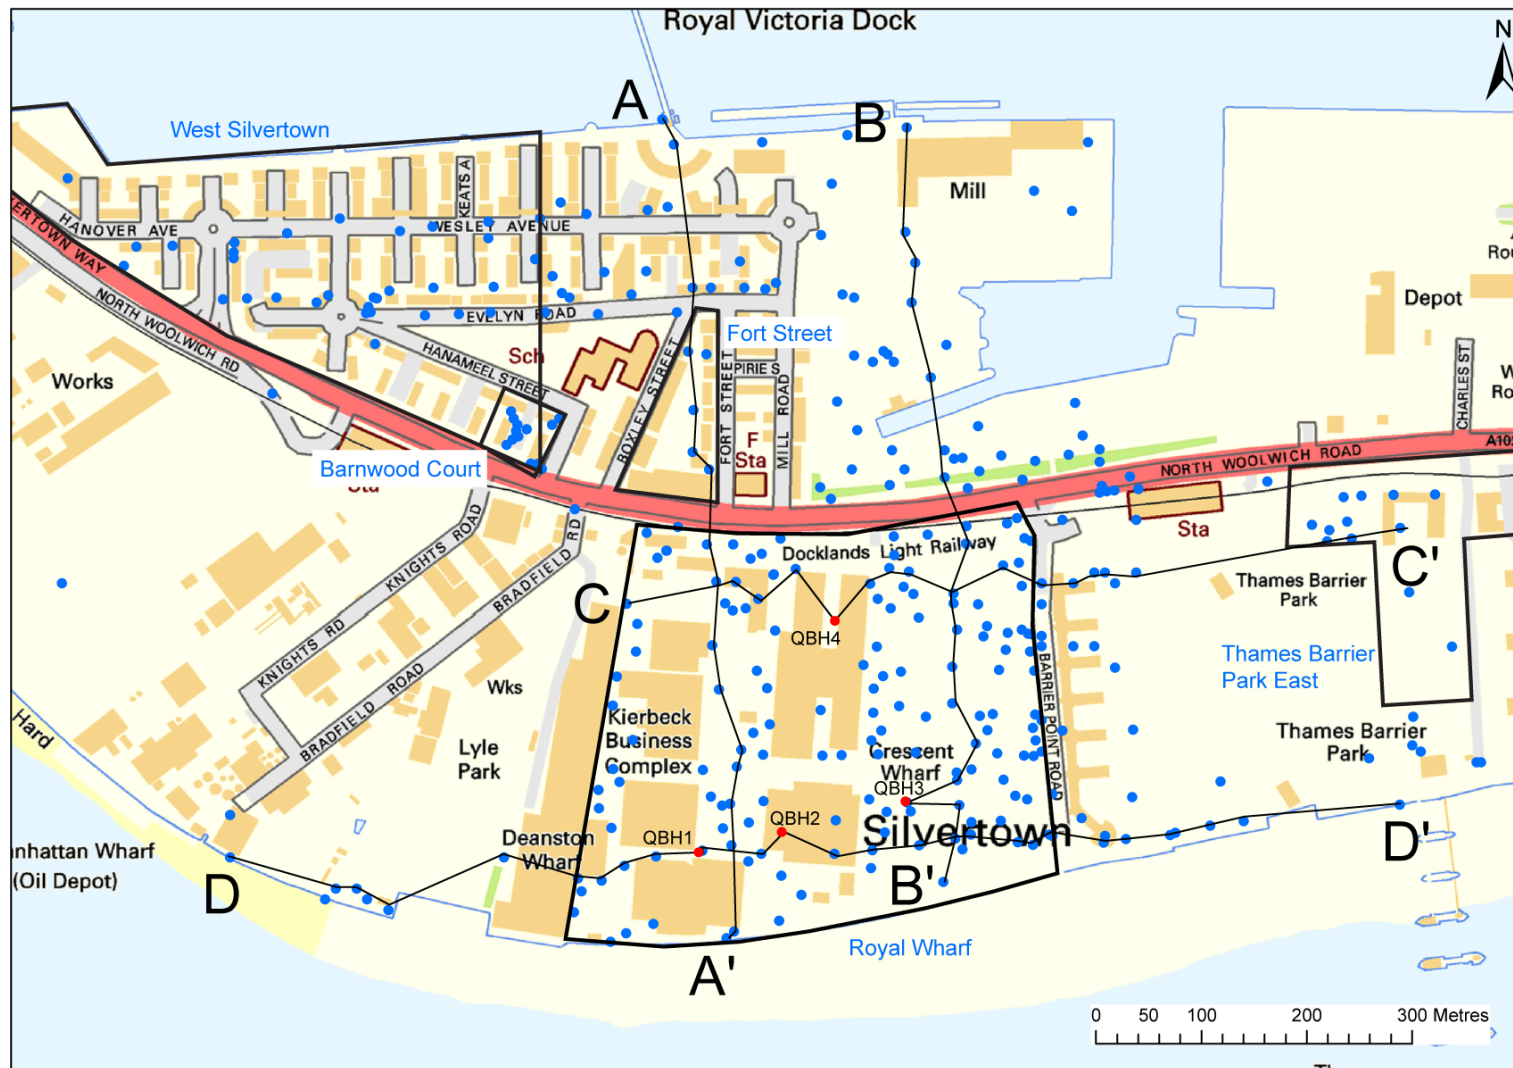 Royal Victoria Dock
N
A
B
West Silvertown
KEATS A
Mill
HANOVER AVE
WESLEY AVENUE
ERTOWN WAY
NORTH WOOLWICH RD
Depot
EVELYN ROAD
Fort Street
HANAMEEL STREET
Sch
Works
PIRIE S
BOXLEY STREET
FORT STREET
MILL ROAD
CHARLES ST
F
Sta
Barnwood Court
Sta
NORTH WOOLWICH ROAD
Sta
KNIGHTS ROAD
BRADFIELD RD
Docklands Light Railway
C
C'
Thames Barrier
Park
QBH4
KNIGHTS RD
BRADFIELD ROAD
Wks
Thames Barrier
Park East
BARRIER POINT ROAD
Hard
Lyle
Park
Kierbeck
Business
Complex
Thames Barrier
Park
Crescent
Wharf
QBH3
QBH2
QBH1
Silvertown
Deanston
Wharf
nhattan Wharf
(Oil Depot)
D
D'
B'
A'
Royal Wharf
0 50 100 200 300 Metres